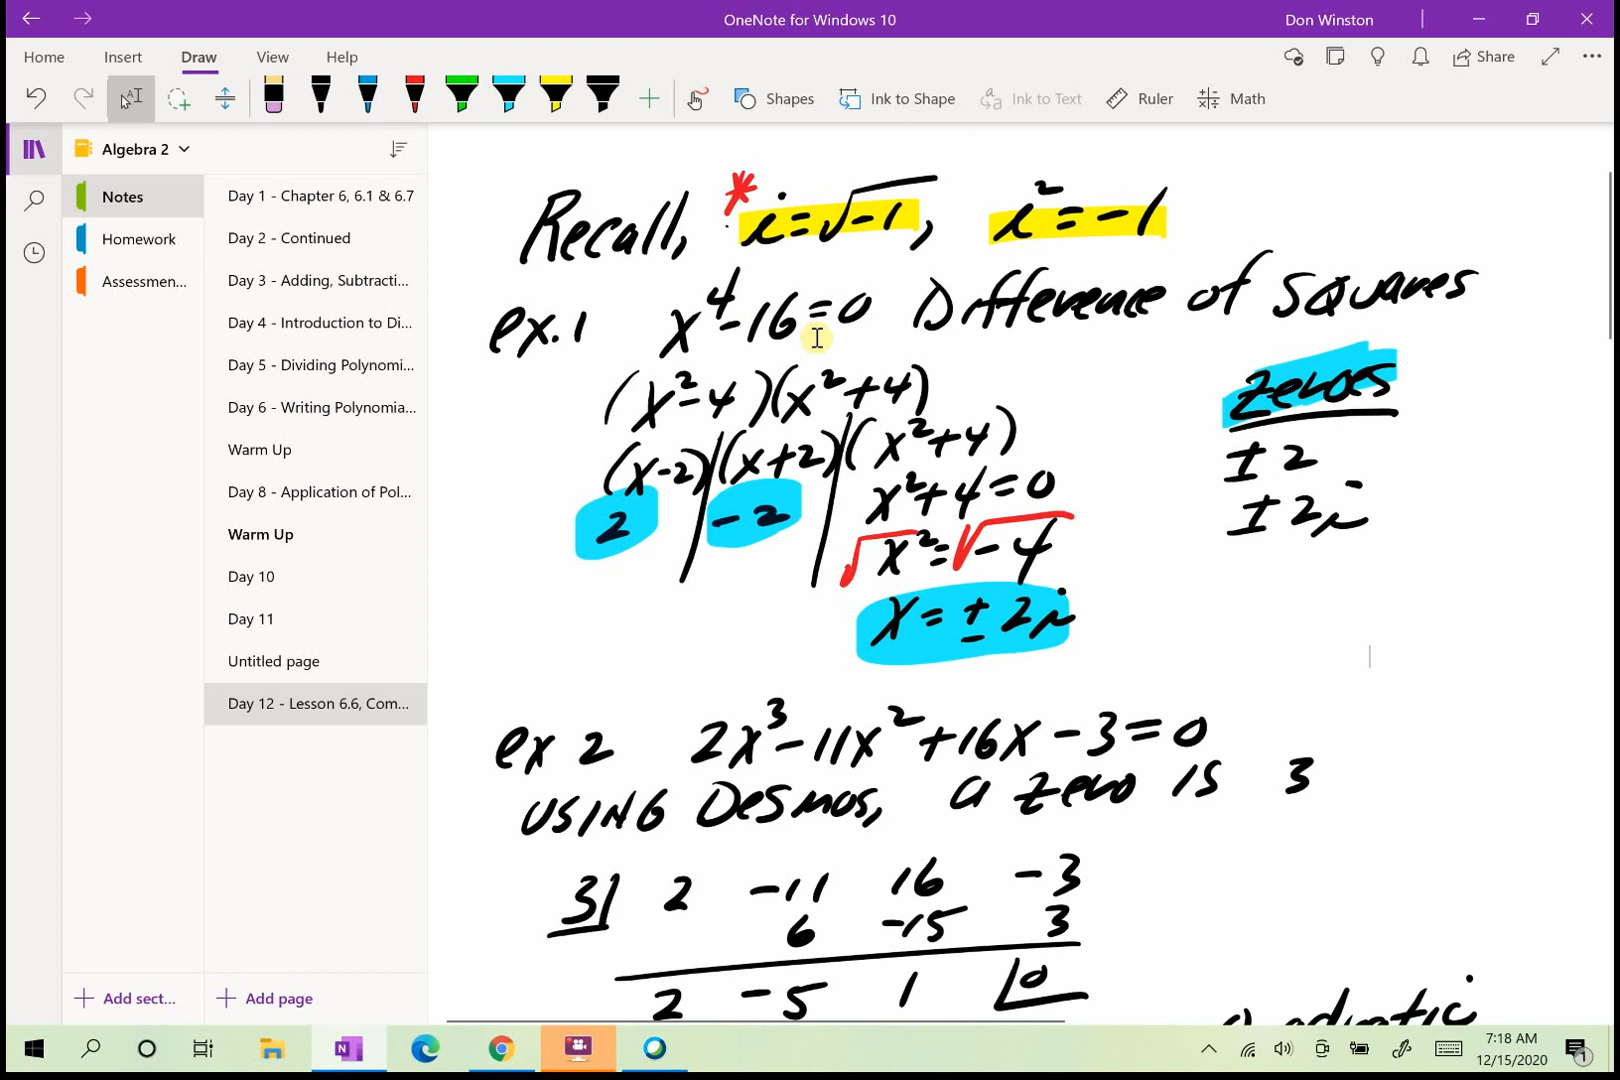 OneNote for Windows 10
Don Winston
Home Insert Draw View Help
Share
Shapes Ink to Shape Ink to Text Ruler Math
Algebra 2
Notes
Homework
Assessmen...
Add sect...
Day 1 - Chapter 6, 6.1 & 6.7
Day 2 - Continued
Day 3 - Adding, Subtracti...
Day 4 - Introduction to Di...
Day 5 - Dividing Polynomi...
Day 6 - Writing Polynomia...
Warm Up
Day 8 - Application of Pol...
Warm Up
Day 10
Day 11
Untitled page
Day 12 - Lesson 6.6, Com...
Add page
Recall, * i = √-1, i² = -1
ex. 1 x⁴ - 16 = 0 Difference of Squares
(x² - 4)(x² + 4)
(x-2) / (x+2) / (x² + 4)
2 -2 x² + 4 = 0
√x² = √-4
x = ± 2i
Zeroes
± 2
± 2i
ex 2 2x³ - 11x² + 16x - 3 = 0
USING Desmos, a zero is 3
3| 2 -11 16 -3
6 -15 3
2 -5 1 |0
Quadratic
7:18 AM
12/15/2020
1